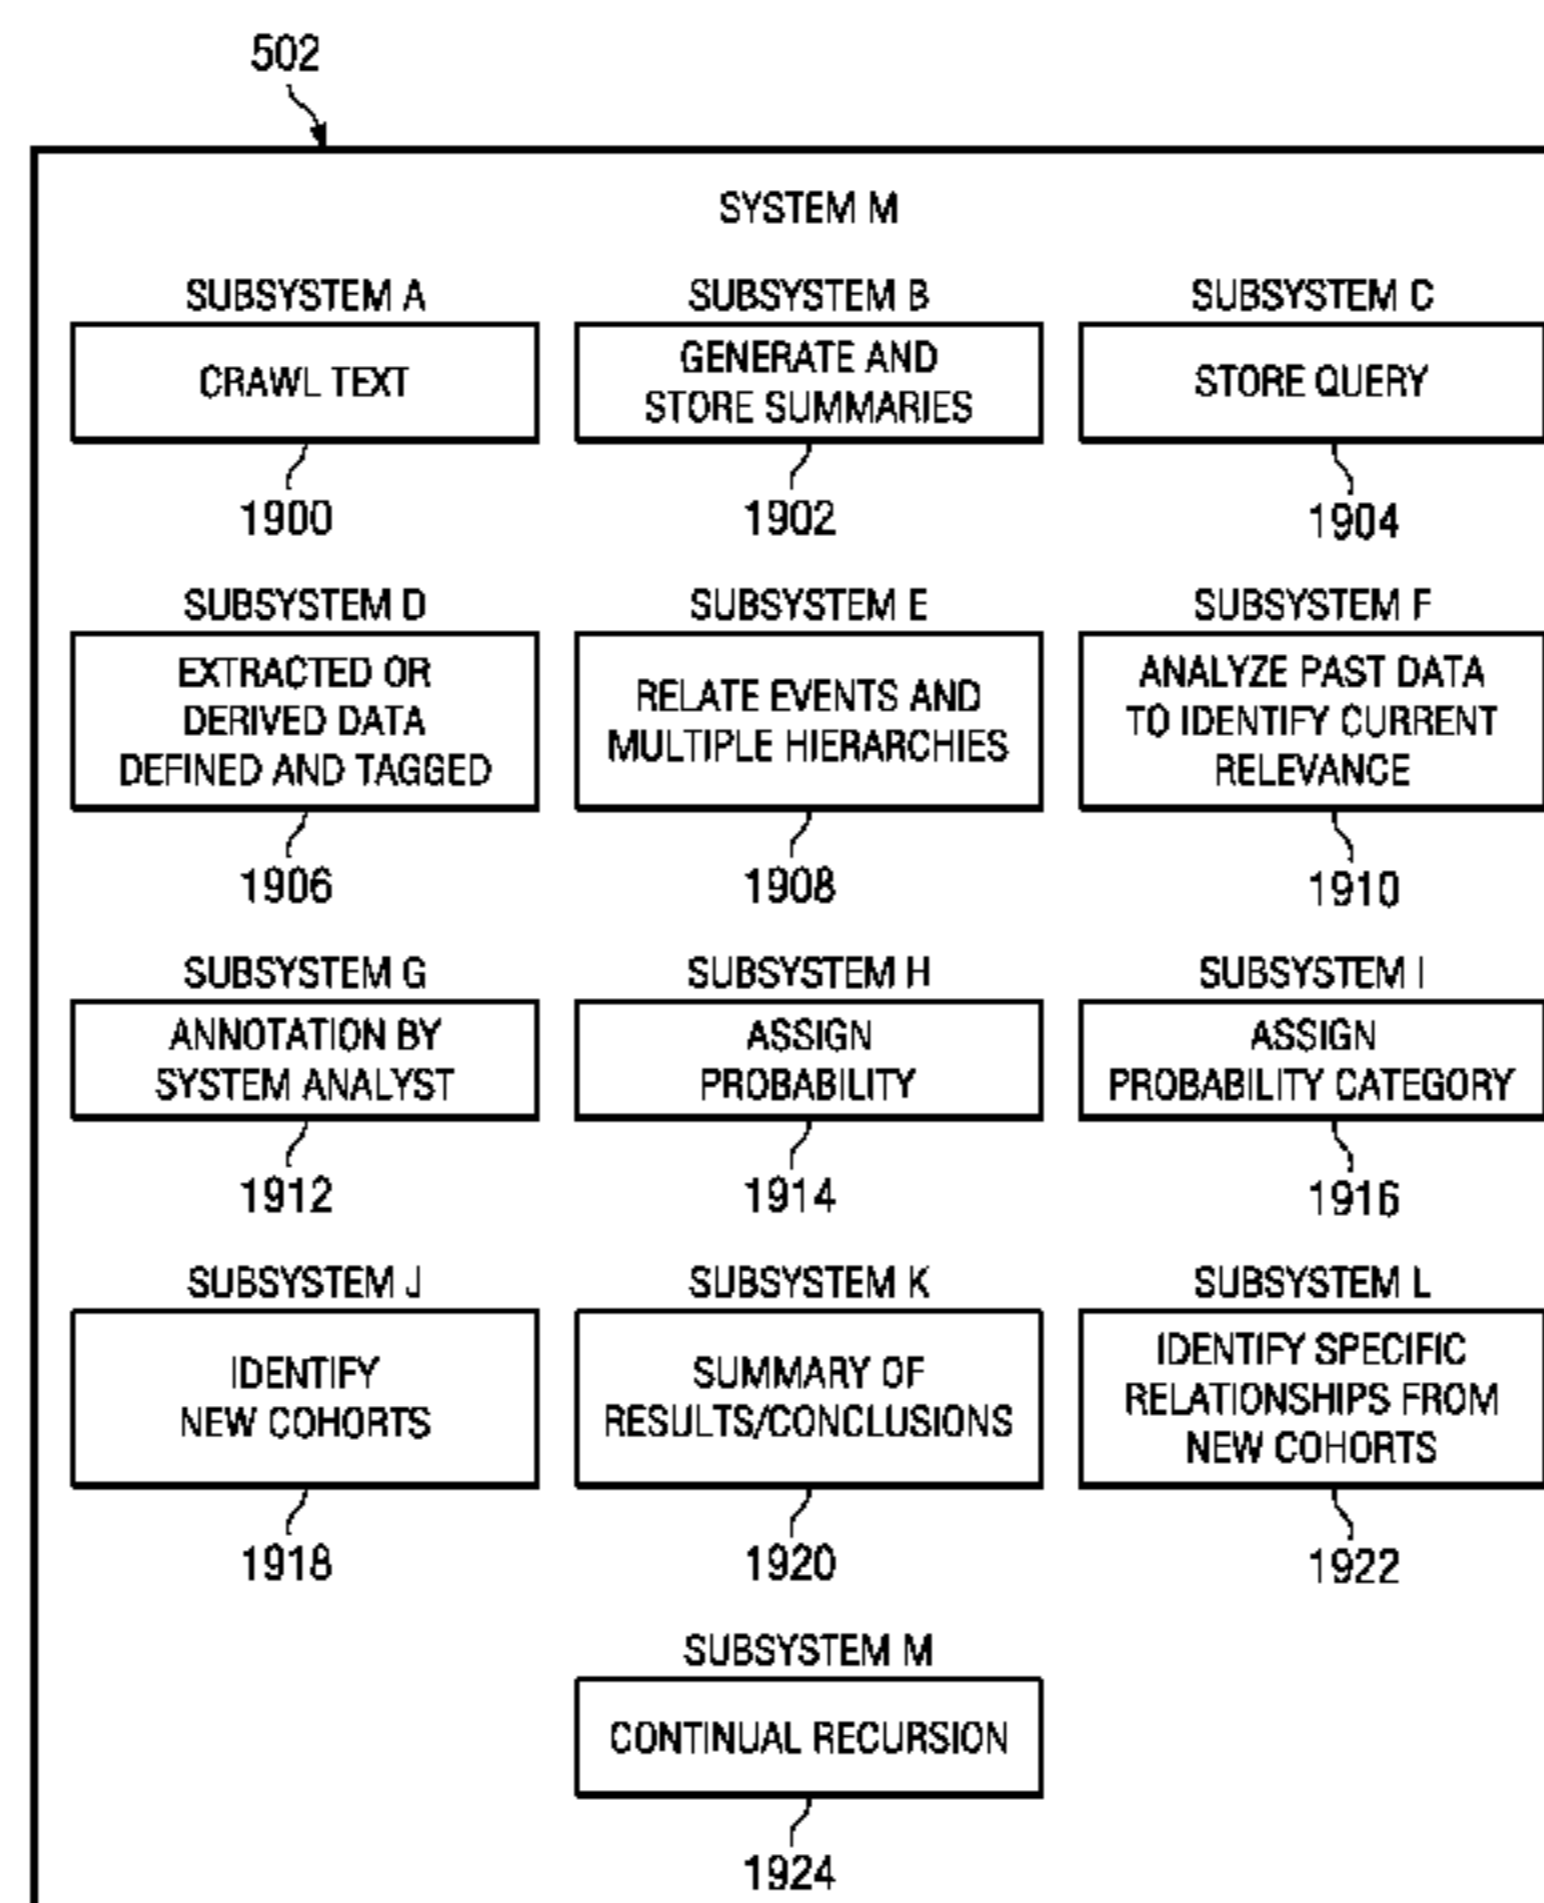 502
SYSTEM M
SUBSYSTEM A
CRAWL TEXT
1900
SUBSYSTEM B
GENERATE AND
STORE SUMMARIES
1902
SUBSYSTEM C
STORE QUERY
1904
SUBSYSTEM D
EXTRACTED OR
DERIVED DATA
DEFINED AND TAGGED
1906
SUBSYSTEM E
RELATE EVENTS AND
MULTIPLE HIERARCHIES
1908
SUBSYSTEM F
ANALYZE PAST DATA
TO IDENTIFY CURRENT
RELEVANCE
1910
SUBSYSTEM G
ANNOTATION BY
SYSTEM ANALYST
1912
SUBSYSTEM H
ASSIGN
PROBABILITY
1914
SUBSYSTEM I
ASSIGN
PROBABILITY CATEGORY
1916
SUBSYSTEM J
IDENTIFY
NEW COHORTS
1918
SUBSYSTEM K
SUMMARY OF
RESULTS/CONCLUSIONS
1920
SUBSYSTEM L
IDENTIFY SPECIFIC
RELATIONSHIPS FROM
NEW COHORTS
1922
SUBSYSTEM M
CONTINUAL RECURSION
1924